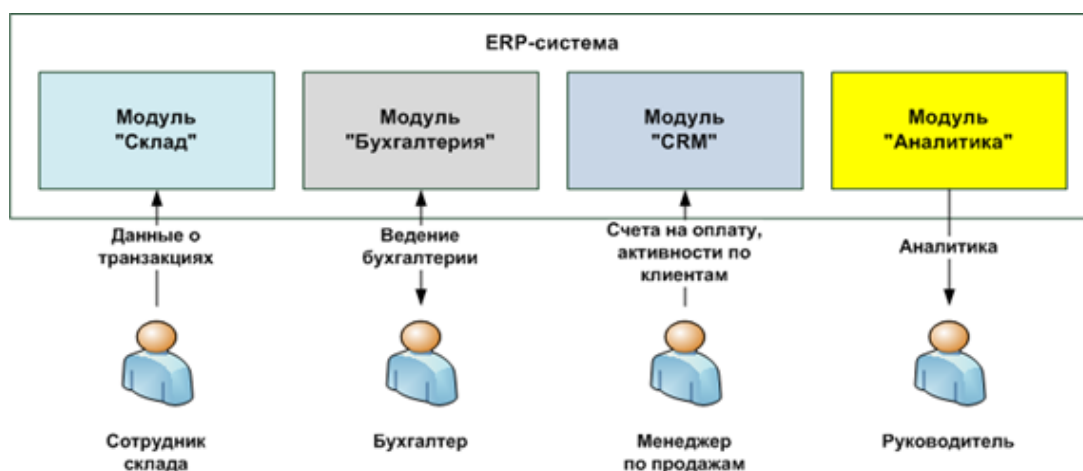 ERP-система
Модуль
"Склад"
Модуль
"Бухгалтерия"
Модуль
"CRM"
Модуль
"Аналитика"
Данные о
транзакциях
Ведение
бухгалтерии
Счета на оплату,
активности по
клиентам
Аналитика
Сотрудник
склада
Бухгалтер
Менеджер
по продажам
Руководитель